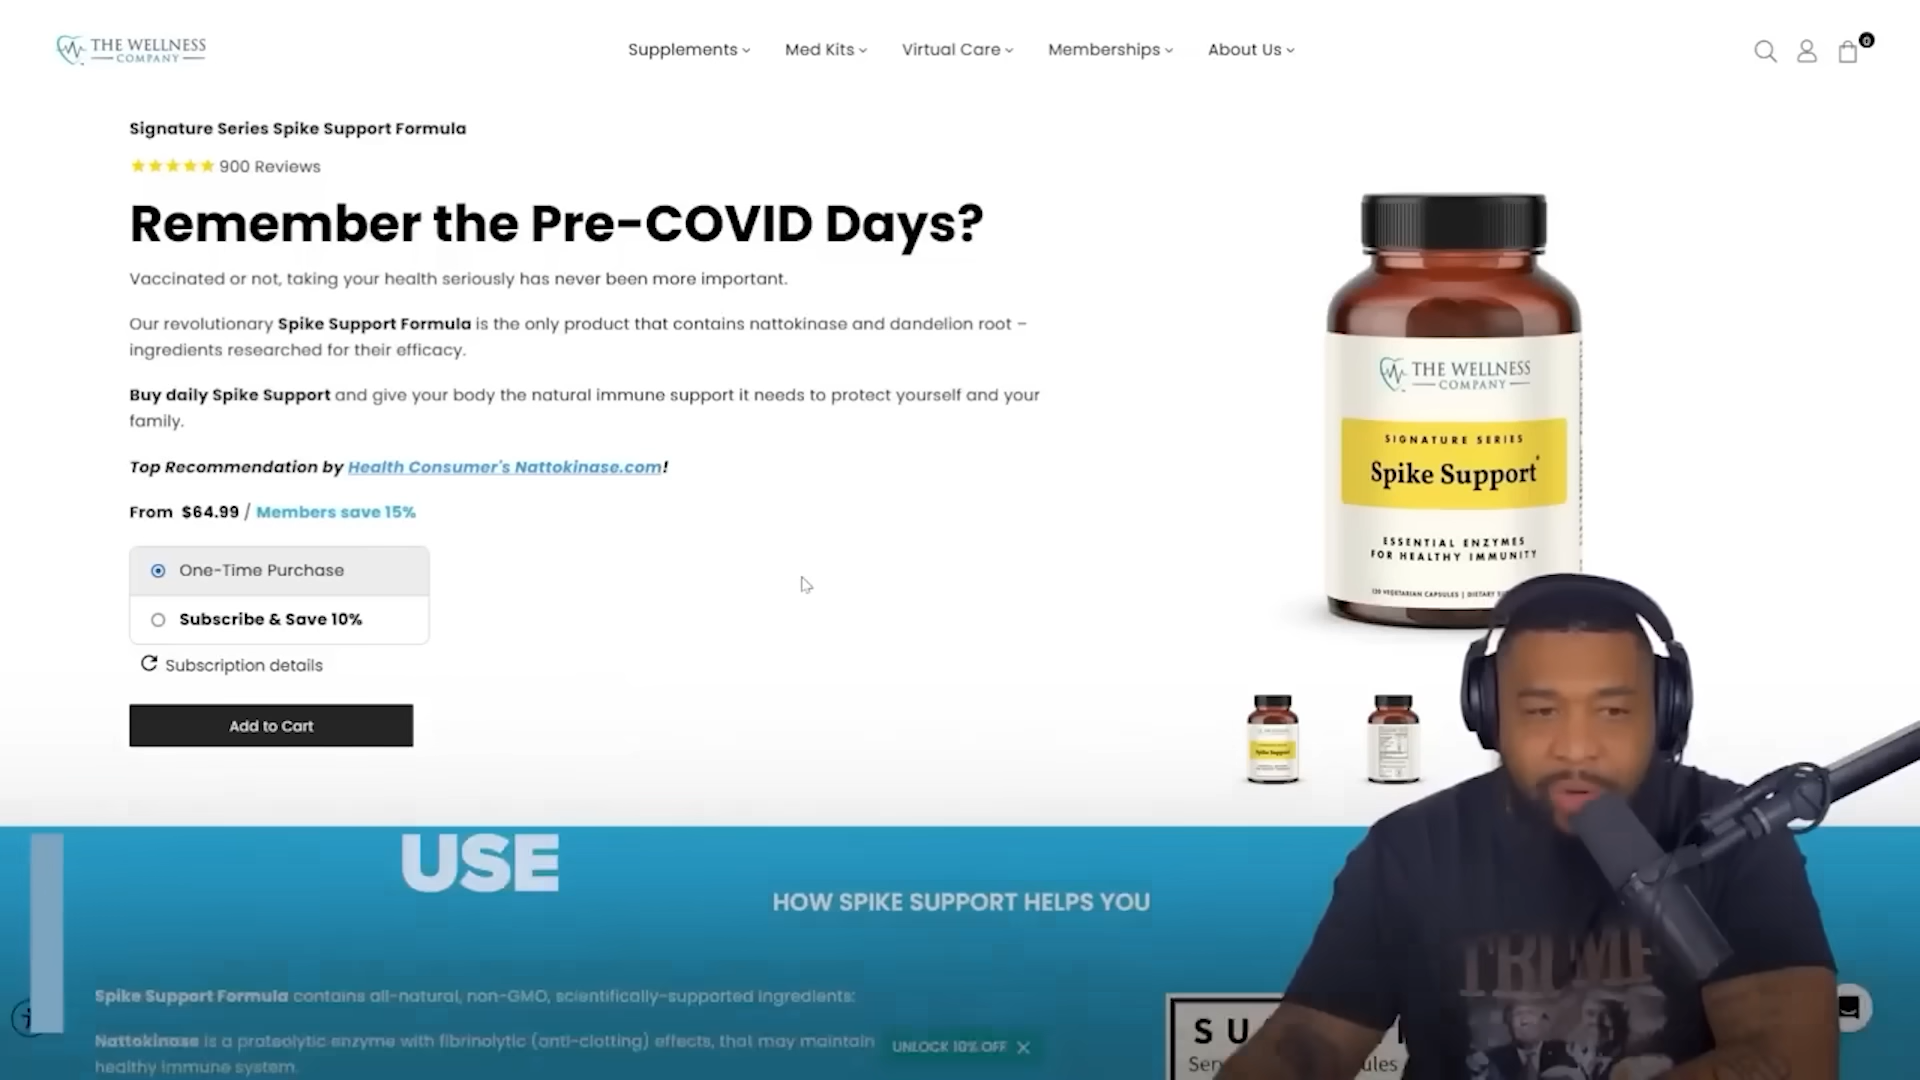 THE WELLNESS
COMPANY
Supplements
Med Kits
Virtual Care
Memberships
About Us
0
Signature Series Spike Support Formula
900 Reviews
Remember the Pre-COVID Days?
Vaccinated or not, taking your health seriously has never been more important.
Our revolutionary Spike Support Formula is the only product that contains nattokinase and dandelion root –
ingredients researched for their efficacy.
Buy daily Spike Support and give your body the natural immune support it needs to protect yourself and your
family.
Top Recommendation by Health Consumer's Nattokinase.com!
From $64.99 / Members save 15%
One-Time Purchase
Subscribe & Save 10%
Subscription details
Add to Cart
THE WELLNESS
COMPANY
SIGNATURE SERIES
Spike Support
ESSENTIAL ENZYMES
FOR HEALTHY IMMUNITY
120 VEGETARIAN CAPSULES
Spike Support
USE
HOW SPIKE SUPPORT HELPS YOU
Spike Support Formula contains all-natural, non-GMO, scientifically-supported ingredients:
Nattokinase is a proteolytic enzyme with fibrinolytic (anti-clotting) effects, that may maintain
healthy immune system.
UNLOCK 10% OFF
TRUMP